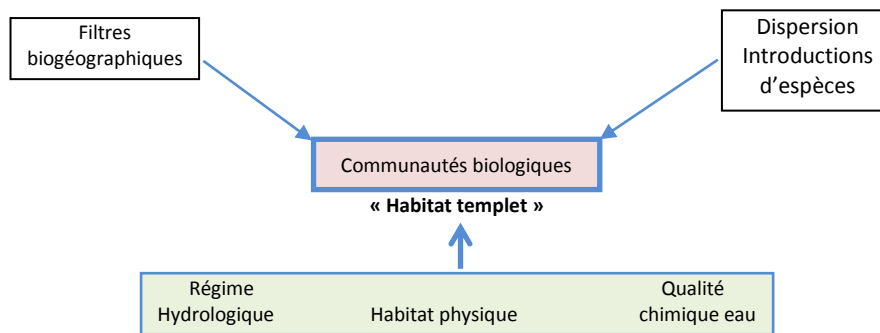 Filtres
biogéographiques
Dispersion
Introductions
d'espèces
Communautés biologiques
« Habitat templet »
Régime
Hydrologique
Habitat physique
Qualité
chimique eau